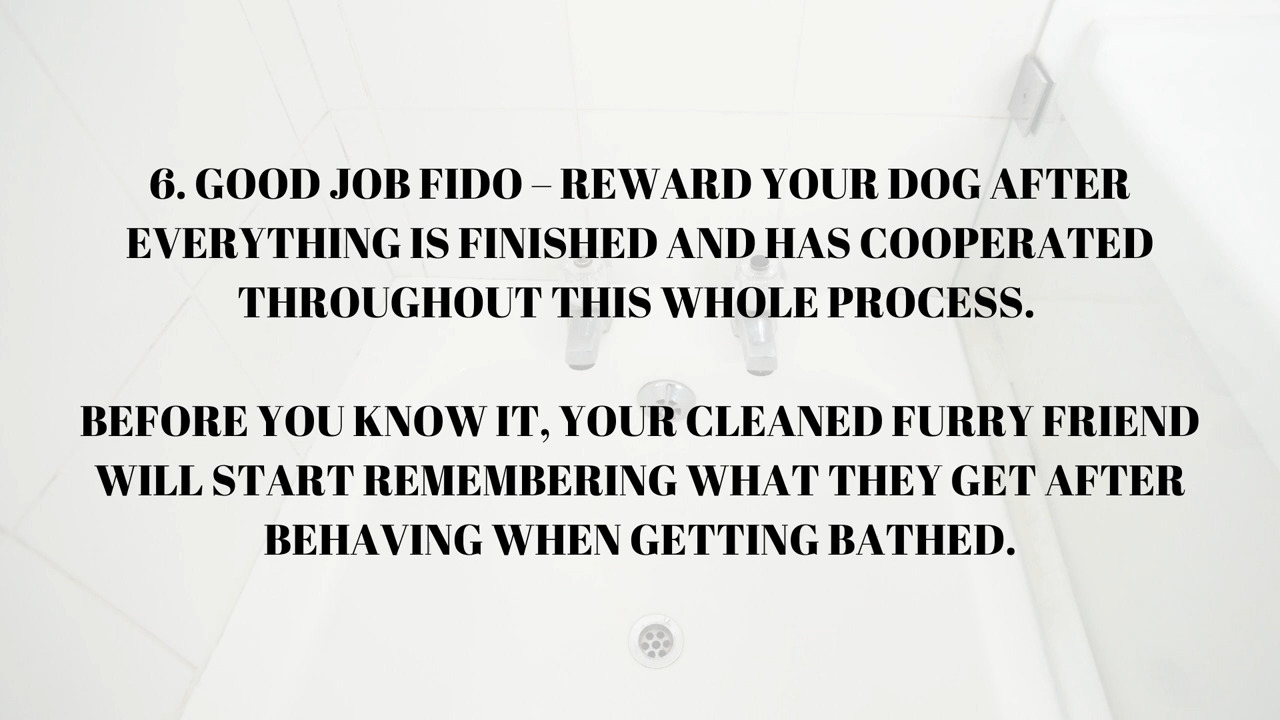 6. GOOD JOB FIDO – REWARD YOUR DOG AFTER
EVERYTHING IS FINISHED AND HAS COOPERATED
THROUGHOUT THIS WHOLE PROCESS.
BEFORE YOU KNOW IT, YOUR CLEANED FURRY FRIEND
WILL START REMEMBERING WHAT THEY GET AFTER
BEHAVING WHEN GETTING BATHED.